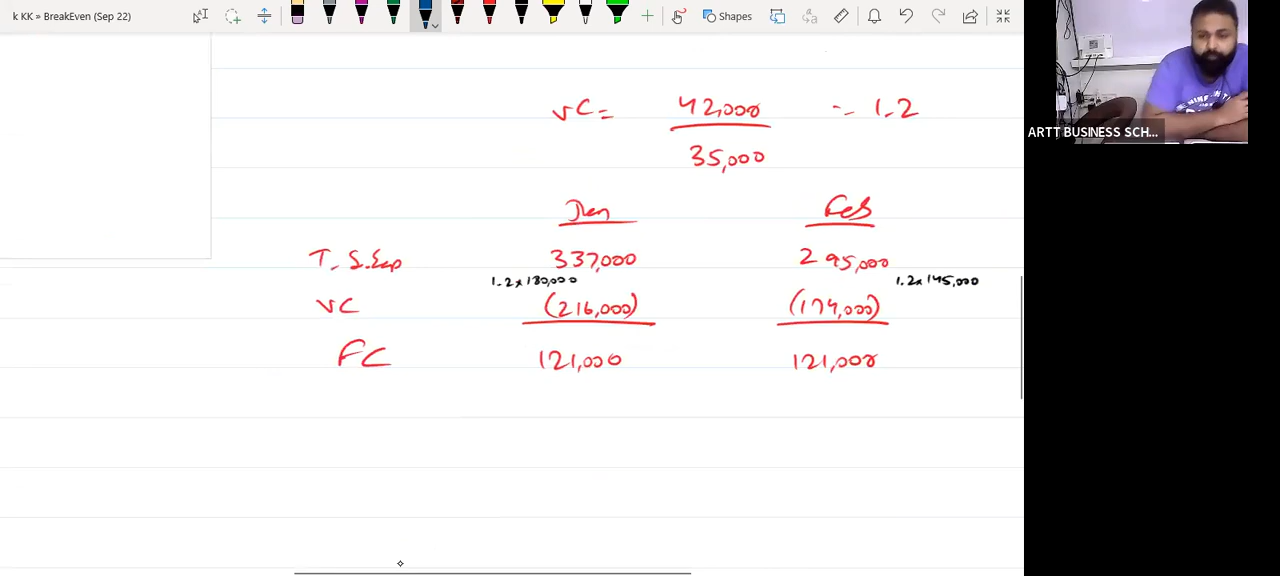 k KK » BreakEven (Sep 22)
Shapes
VC = 42,000 = 1.2
35,000
Jan Feb
T. S. Exp 337,000 295,000
1.2 x 180,000 1.2 x 145,000
VC (216,000) (174,000)
FC 121,000 121,000
ARTT BUSINESS SCH...